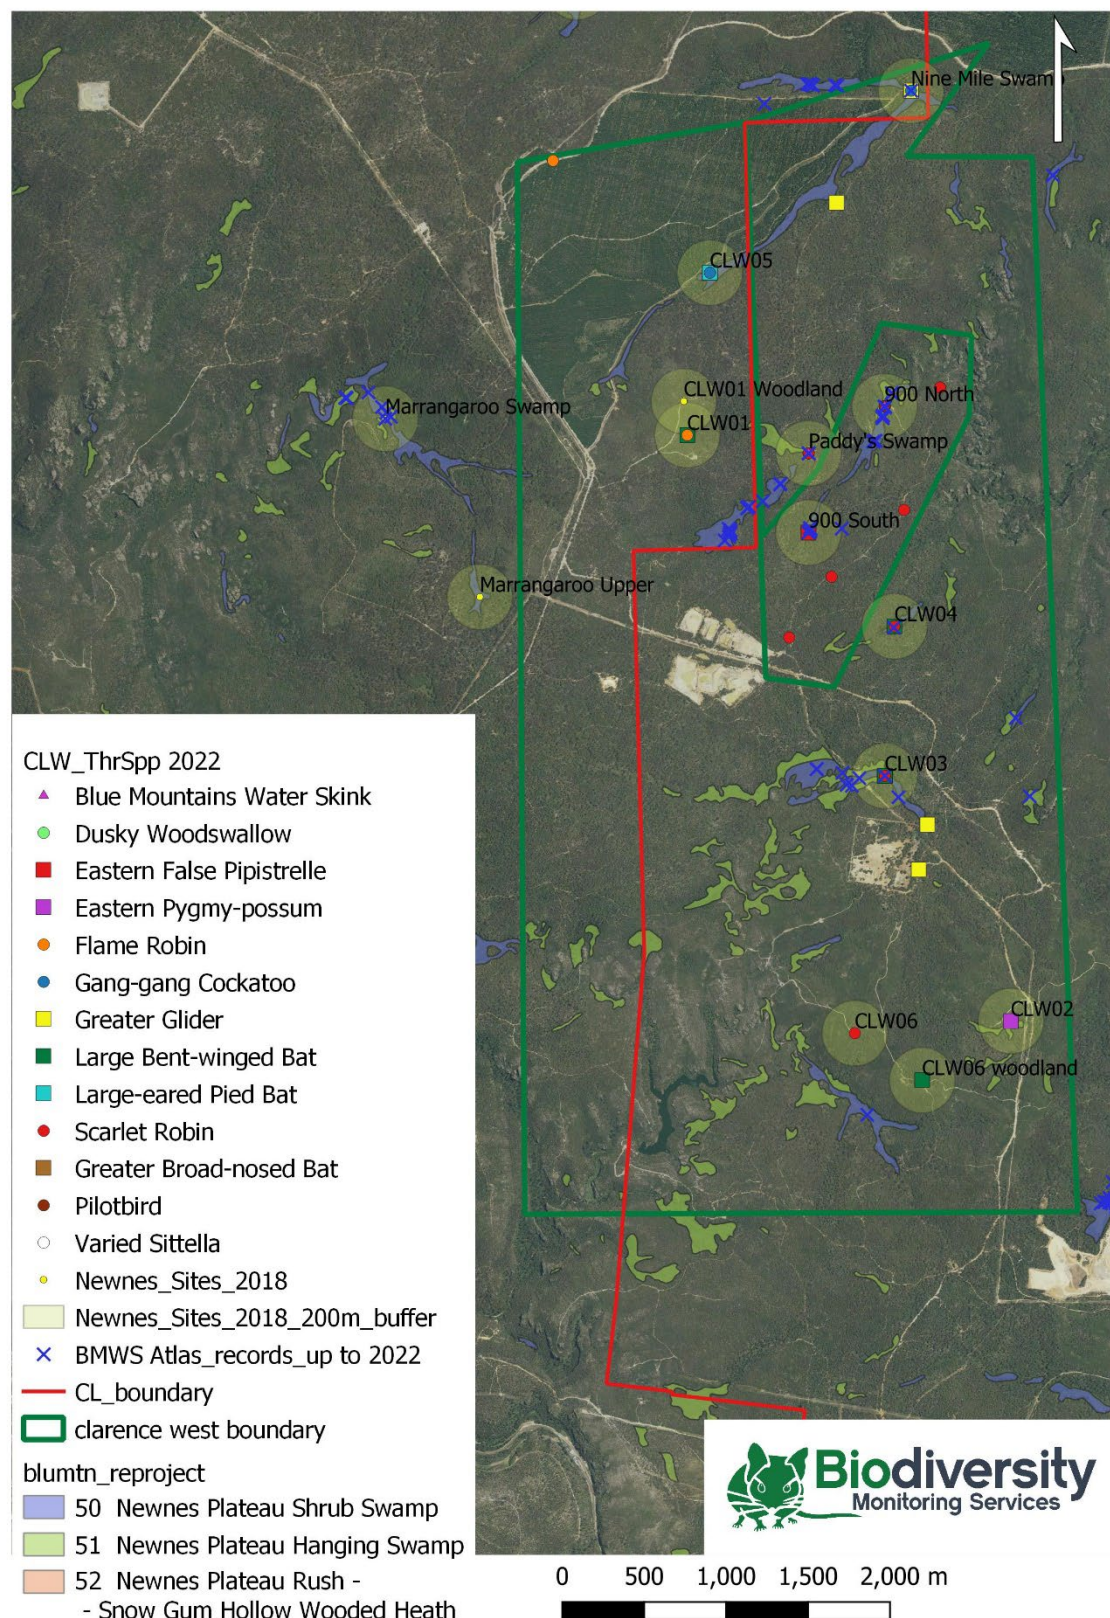 Nine Mile Swamp
CLW05
CLW01 Woodland
Marrangaroo Swamp
900 North
CLW01
Paddy's Swamp
900 South
Marrangaroo Upper
CLW04
CLW03
CLW02
CLW06
CLW06 woodland
CLW_ThrSpp 2022
Blue Mountains Water Skink
Dusky Woodswallow
Eastern False Pipistrelle
Eastern Pygmy-possum
Flame Robin
Gang-gang Cockatoo
Greater Glider
Large Bent-winged Bat
Large-eared Pied Bat
Scarlet Robin
Greater Broad-nosed Bat
Pilotbird
Varied Sittella
Newnes_Sites_2018
Newnes_Sites_2018_200m_buffer
BMWS Atlas_records_up to 2022
CL_boundary
clarence west boundary
blumtn_reproject
50 Newnes Plateau Shrub Swamp
51 Newnes Plateau Hanging Swamp
52 Newnes Plateau Rush -
- Snow Gum Hollow Wooded Heath
Biodiversity
Monitoring Services
0 500 1,000 1,500 2,000 m